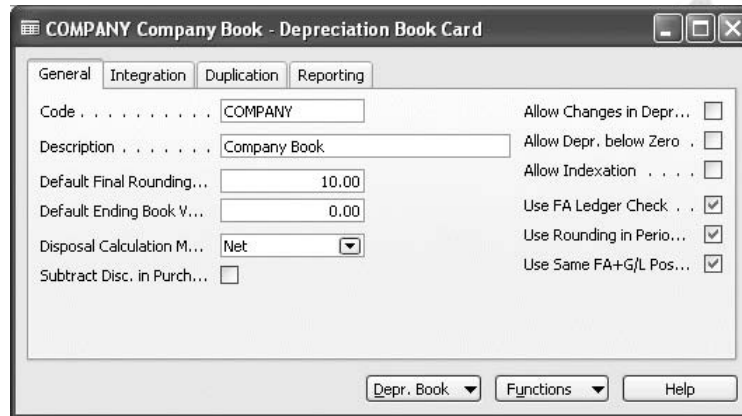 COMPANY Company Book - Depreciation Book Card
General Integration Duplication Reporting
Code . . . . . . . . . . COMPANY
Description . . . . . . . Company Book
Default Final Rounding... 10.00
Default Ending Book V... 0.00
Disposal Calculation M... Net
Subtract Disc. in Purch...
Allow Changes in Depr...
Allow Depr. below Zero .
Allow Indexation . . . .
Use FA Ledger Check . .
Use Rounding in Perio...
Use Same FA+G/L Pos...
Depr. Book Functions Help